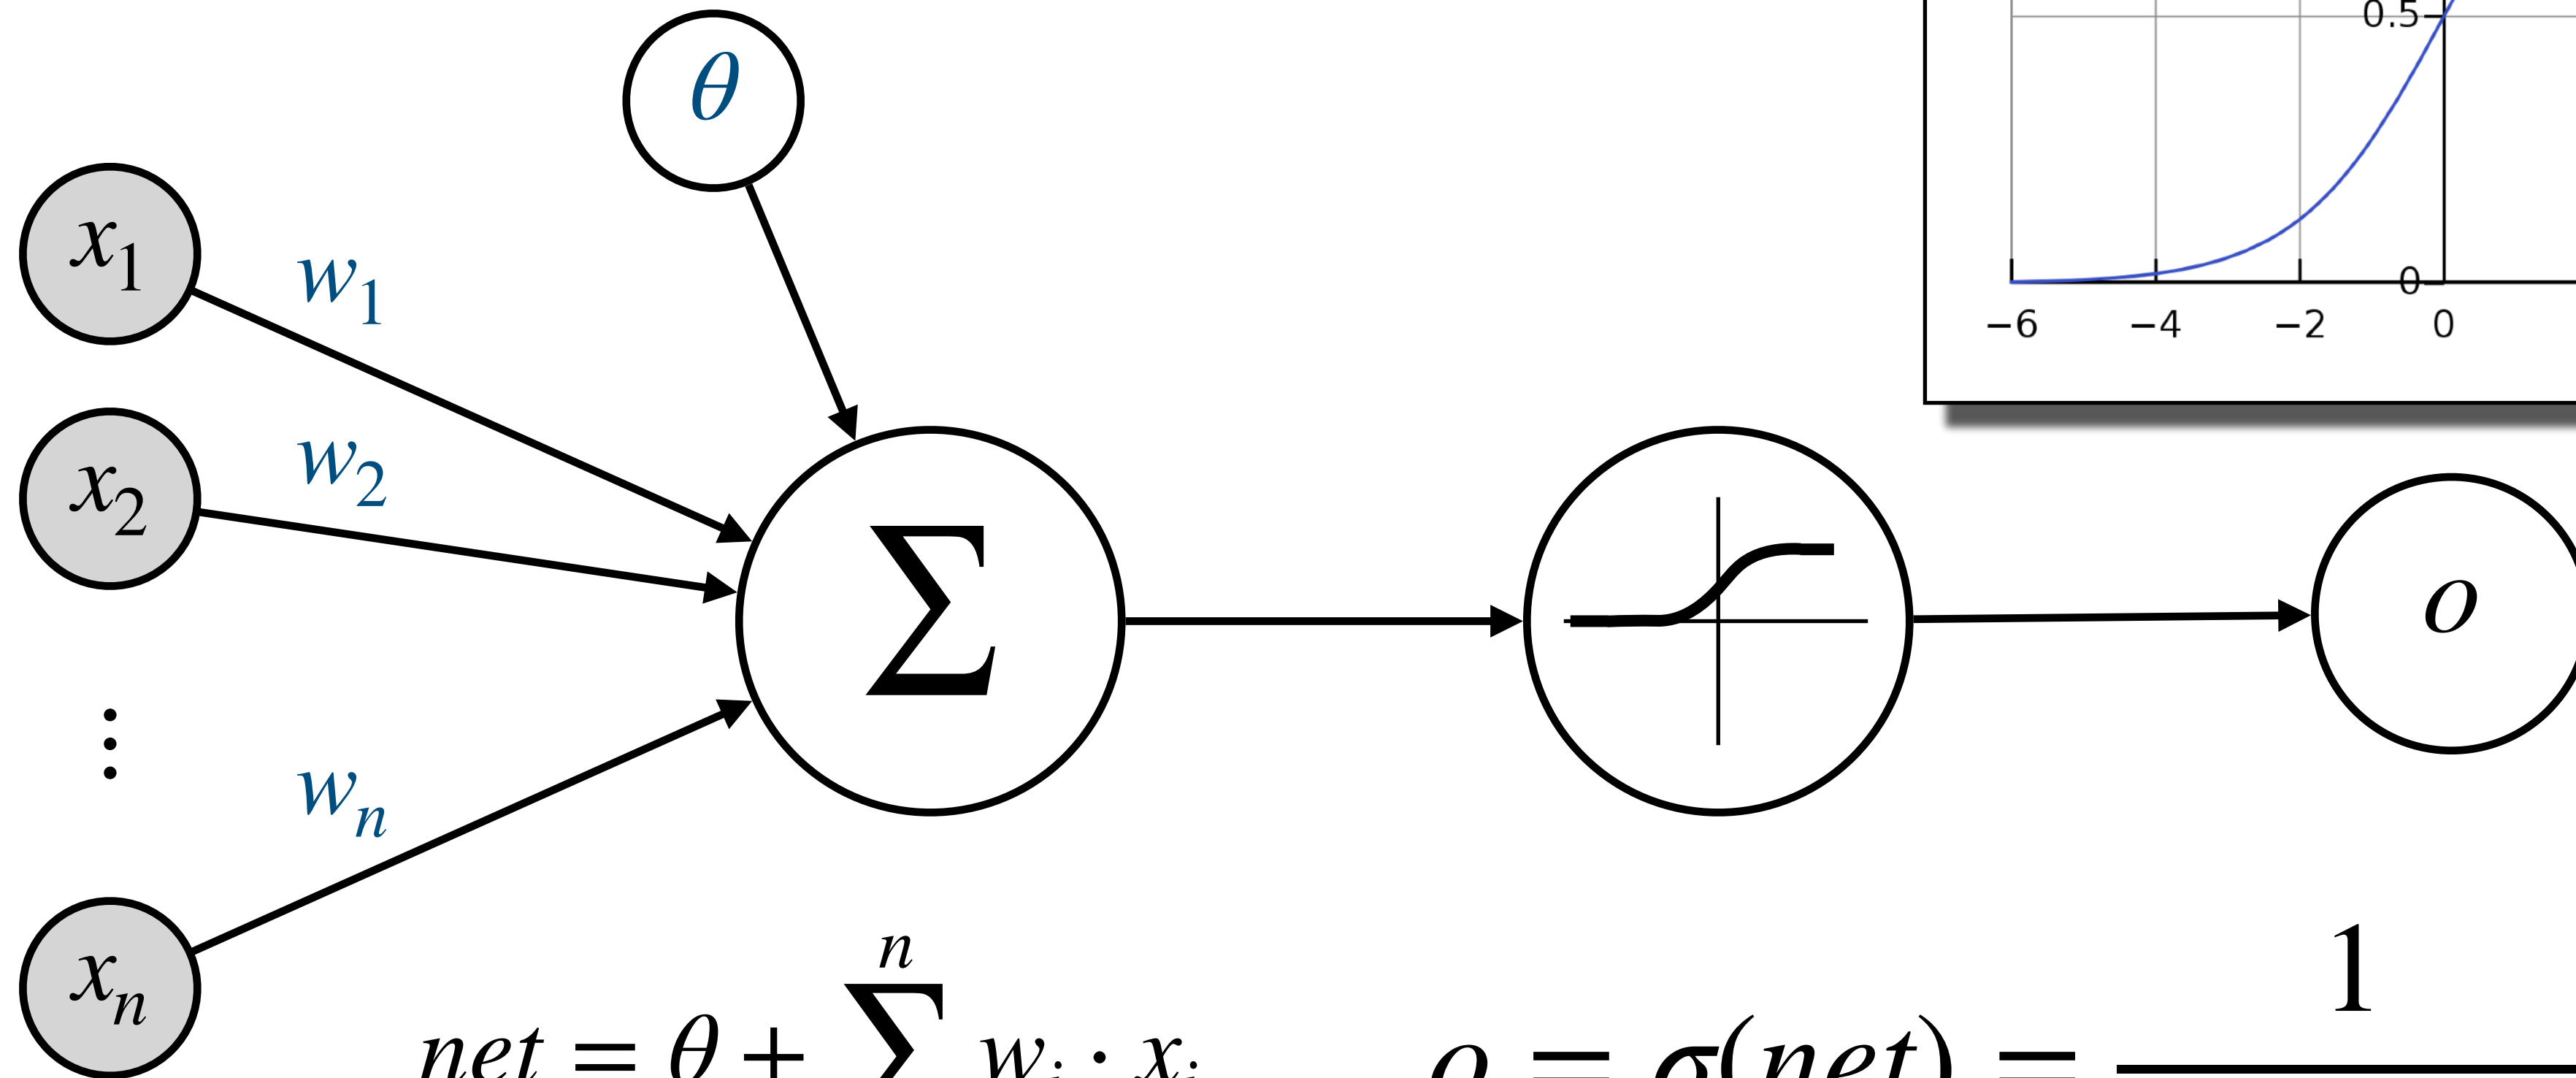 0.5
θ
x₁
w₁
0
−6 −4 −2 0
w₂
x₂
Σ
o
wₙ
xₙ
n
net = θ + Σ wᵢ · xᵢ
1
o = σ(net) =